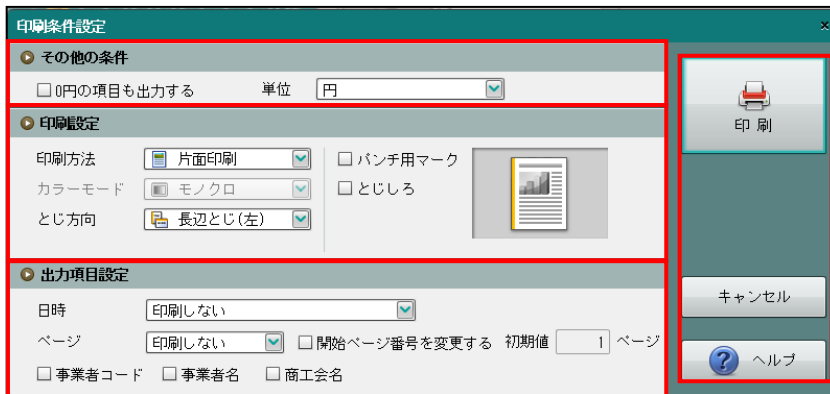 印刷条件設定 ×
その他の条件
0円の項目も出力する 単位 円
印刷設定
印刷方法 片面印刷 パンチ用マーク
カラーモード モノクロ とじしろ
とじ方向 長辺とじ(左)
出力項目設定
日時 印刷しない
ページ 印刷しない 開始ページ番号を変更する 初期値 1 ページ
事業者コード 事業者名 商工会名
印 刷
キャンセル
ヘルプ